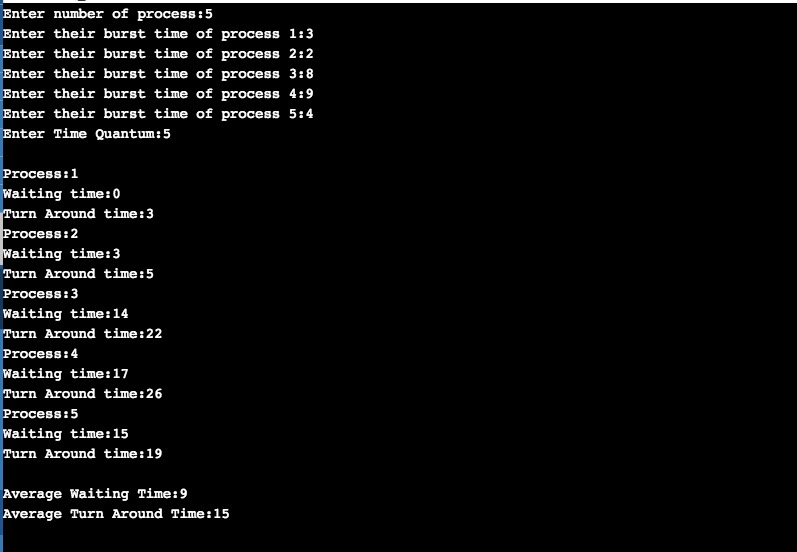 Enter number of process:5
Enter their burst time of process 1:3
Enter their burst time of process 2:2
Enter their burst time of process 3:8
Enter their burst time of process 4:9
Enter their burst time of process 5:4
Enter Time Quantum:5
Process:1
Waiting time:0
Turn Around time:3
Process:2
Waiting time:3
Turn Around time:5
Process:3
Waiting time:14
Turn Around time:22
Process:4
Waiting time:17
Turn Around time:26
Process:5
Waiting time:15
Turn Around time:19
Average Waiting Time:9
Average Turn Around Time:15